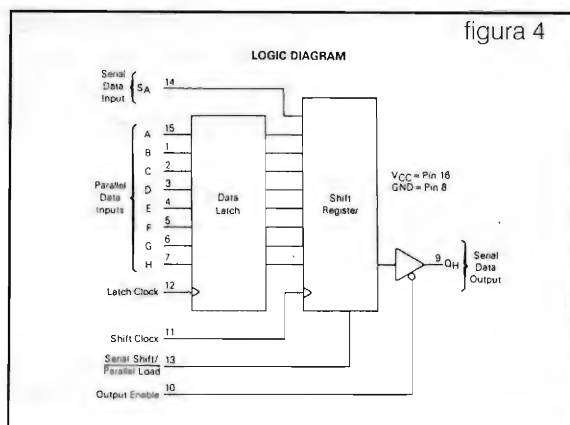 figura 4
LOGIC DIAGRAM
Serial
Data
Input
SA
14
A 15
B 1
C 2
D 3
E 4
F 5
G 6
H 7
Parallel
Data
Inputs
Data
Latch
Shift
Register
VCC = Pin 16
GND = Pin 8
9 QH
Serial
Data
Output
Latch Clock 12
Shift Clock 11
Serial Shift/
Parallel Load 13
Output Enable 10